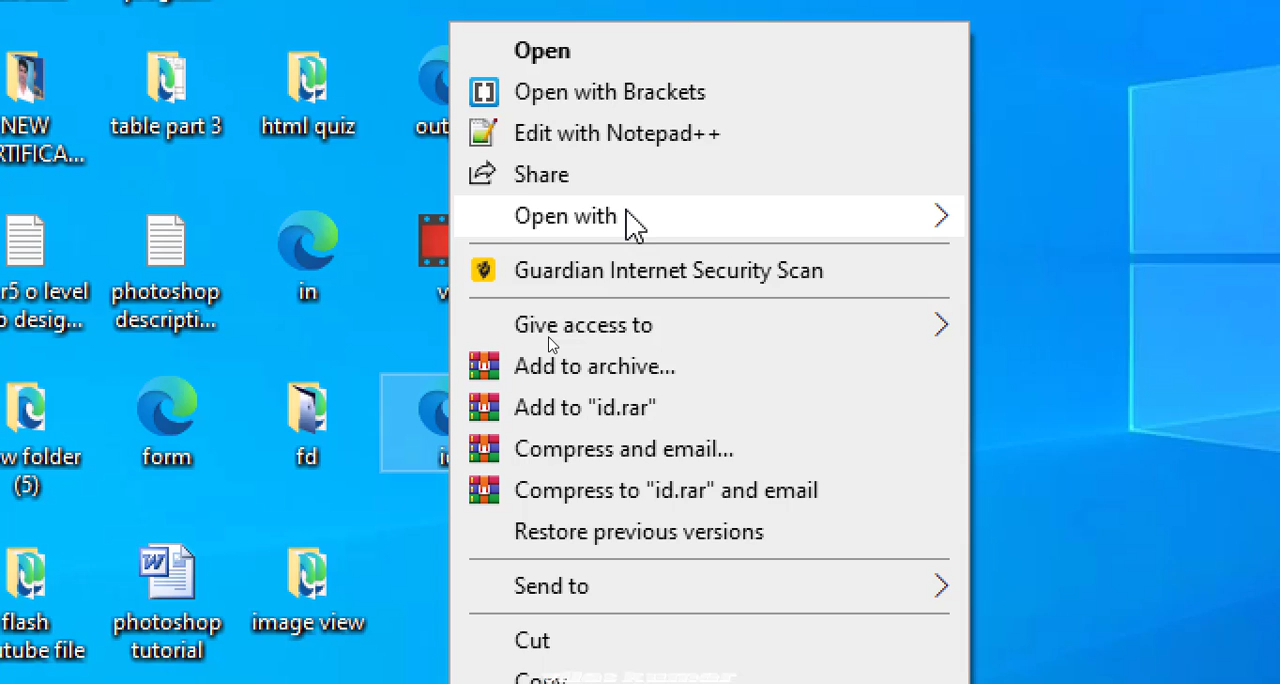 NEW
RTIFICA...
table part 3
html quiz
out
r5 o level
o desig...
photoshop
descripti...
in
v
w folder
(5)
form
fd
flash
utube file
photoshop
tutorial
image view
Open
Open with Brackets
Edit with Notepad++
Share
Open with
Guardian Internet Security Scan
Give access to
Add to archive...
Add to "id.rar"
Compress and email...
Compress to "id.rar" and email
Restore previous versions
Send to
Cut
Copy